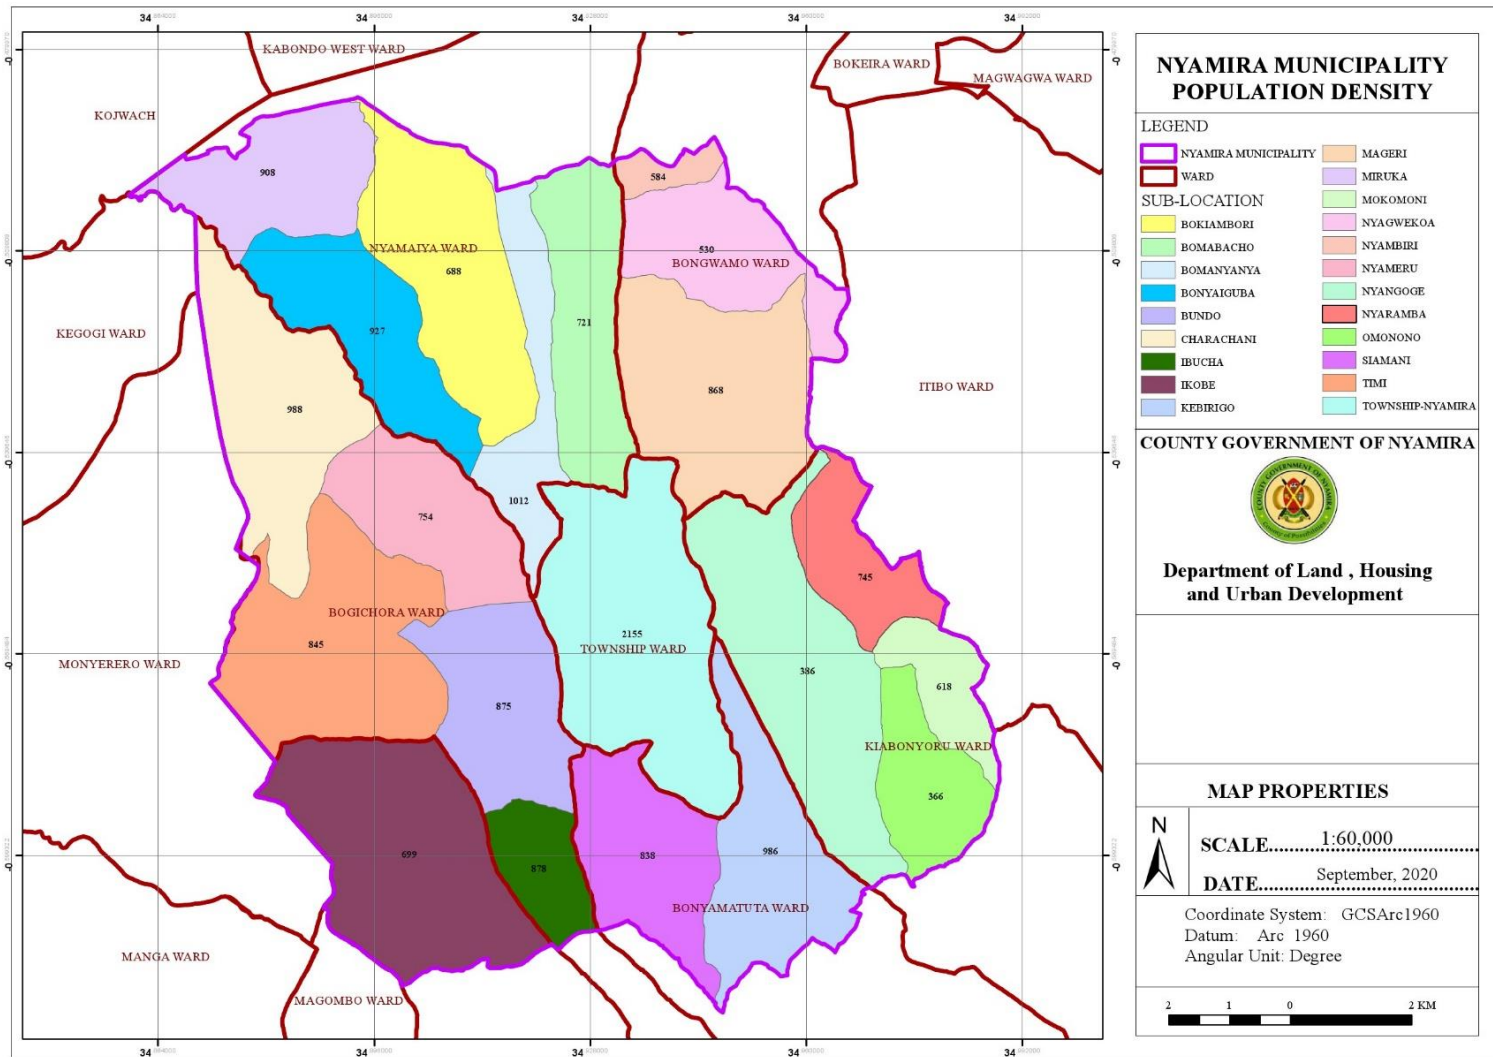 34 34 34 34 34
KABONDO WEST WARD
BOKEIRA WARD
MAGWAGWA WARD
KOJWACH
908
584
NYAMAIYA WARD
530
BONGWAMO WARD
688
KEGOGI WARD
927
721
868
ITIBO WARD
988
1012
754
745
BOGICHORA WARD
845
2155
TOWNSHIP WARD
MONYERERO WARD
386
618
875
KIABONYORU WARD
366
699
838
986
878
BONYAMATUTA WARD
MANGA WARD
MAGOMBO WARD
34 34 34 34 34
NYAMIRA MUNICIPALITY
POPULATION DENSITY
LEGEND
NYAMIRA MUNICIPALITY
WARD
SUB-LOCATION
BOKIAMBORI
BOMABACHO
BOMANYANYA
BONYAIGUBA
BUNDO
CHARACHANI
IBUCHA
IKOBE
KEBIRIGO
MAGERI
MIRUKA
MOKOMONI
NYAGWEKOA
NYAMBIRI
NYAMERU
NYANGOGE
NYARAMBA
OMONONO
SIAMANI
TIMI
TOWNSHIP-NYAMIRA
COUNTY GOVERNMENT OF NYAMIRA
COUNTY GOVERNMENT OF NYAMIRA
Department of Land , Housing
and Urban Development
MAP PROPERTIES
N
SCALE 1:60,000
DATE September, 2020
Coordinate System: GCSArc1960
Datum: Arc 1960
Angular Unit: Degree
2 1 0 2 KM